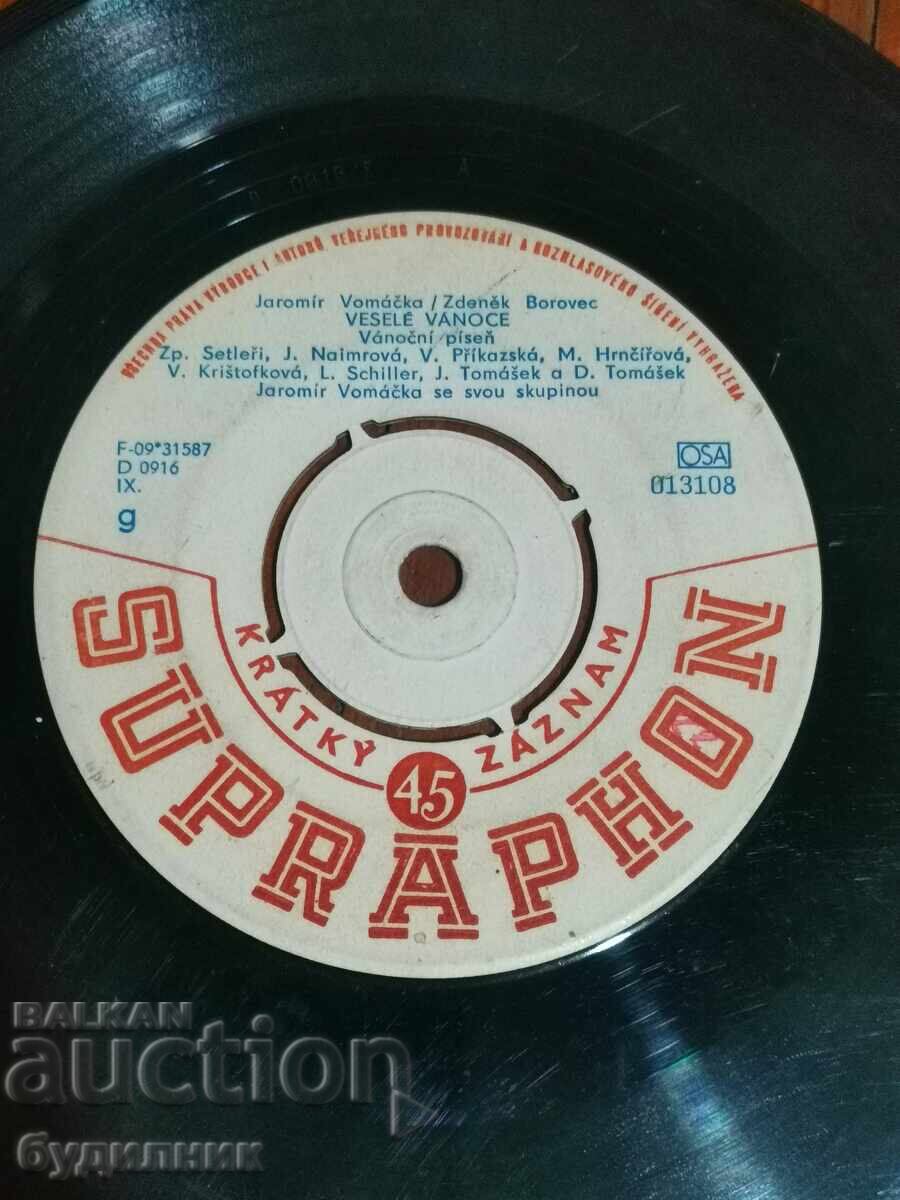 VŠECHNA PRÁVA VÝROBCE I AUTORŮ, VEŘEJNÉHO PROVOZOVÁNÍ A ROZHLASOVÉHO ŠÍŘENÍ VYHRAZENA
Jaromír Vomáčka / Zdeněk Borovec
VESELÉ VÁNOCE
Vánoční píseň
Zp. Setleři, J. Naimrová, V. Příkazská, M. Hrnčířová,
V. Krištofková, L. Schiller, J. Tomášek a D. Tomášek
Jaromír Vomáčka se svou skupinou
F-09*31587
D 0916
IX.
g
OSA
013108
KRÁTKÝ 45 ZÁZNAM
SUPRAPHON
BALKAN
auction
будилник